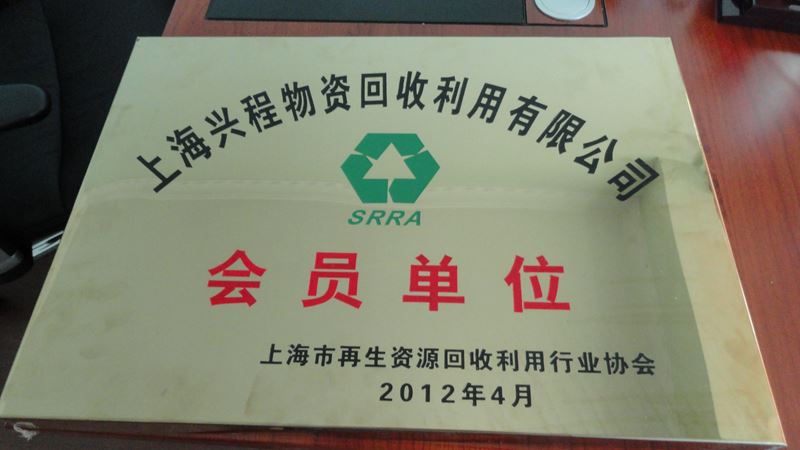 上海兴程物资回收利用有限公司
SRRA
会员单位
上海市再生资源回收利用行业协会
2012年4月